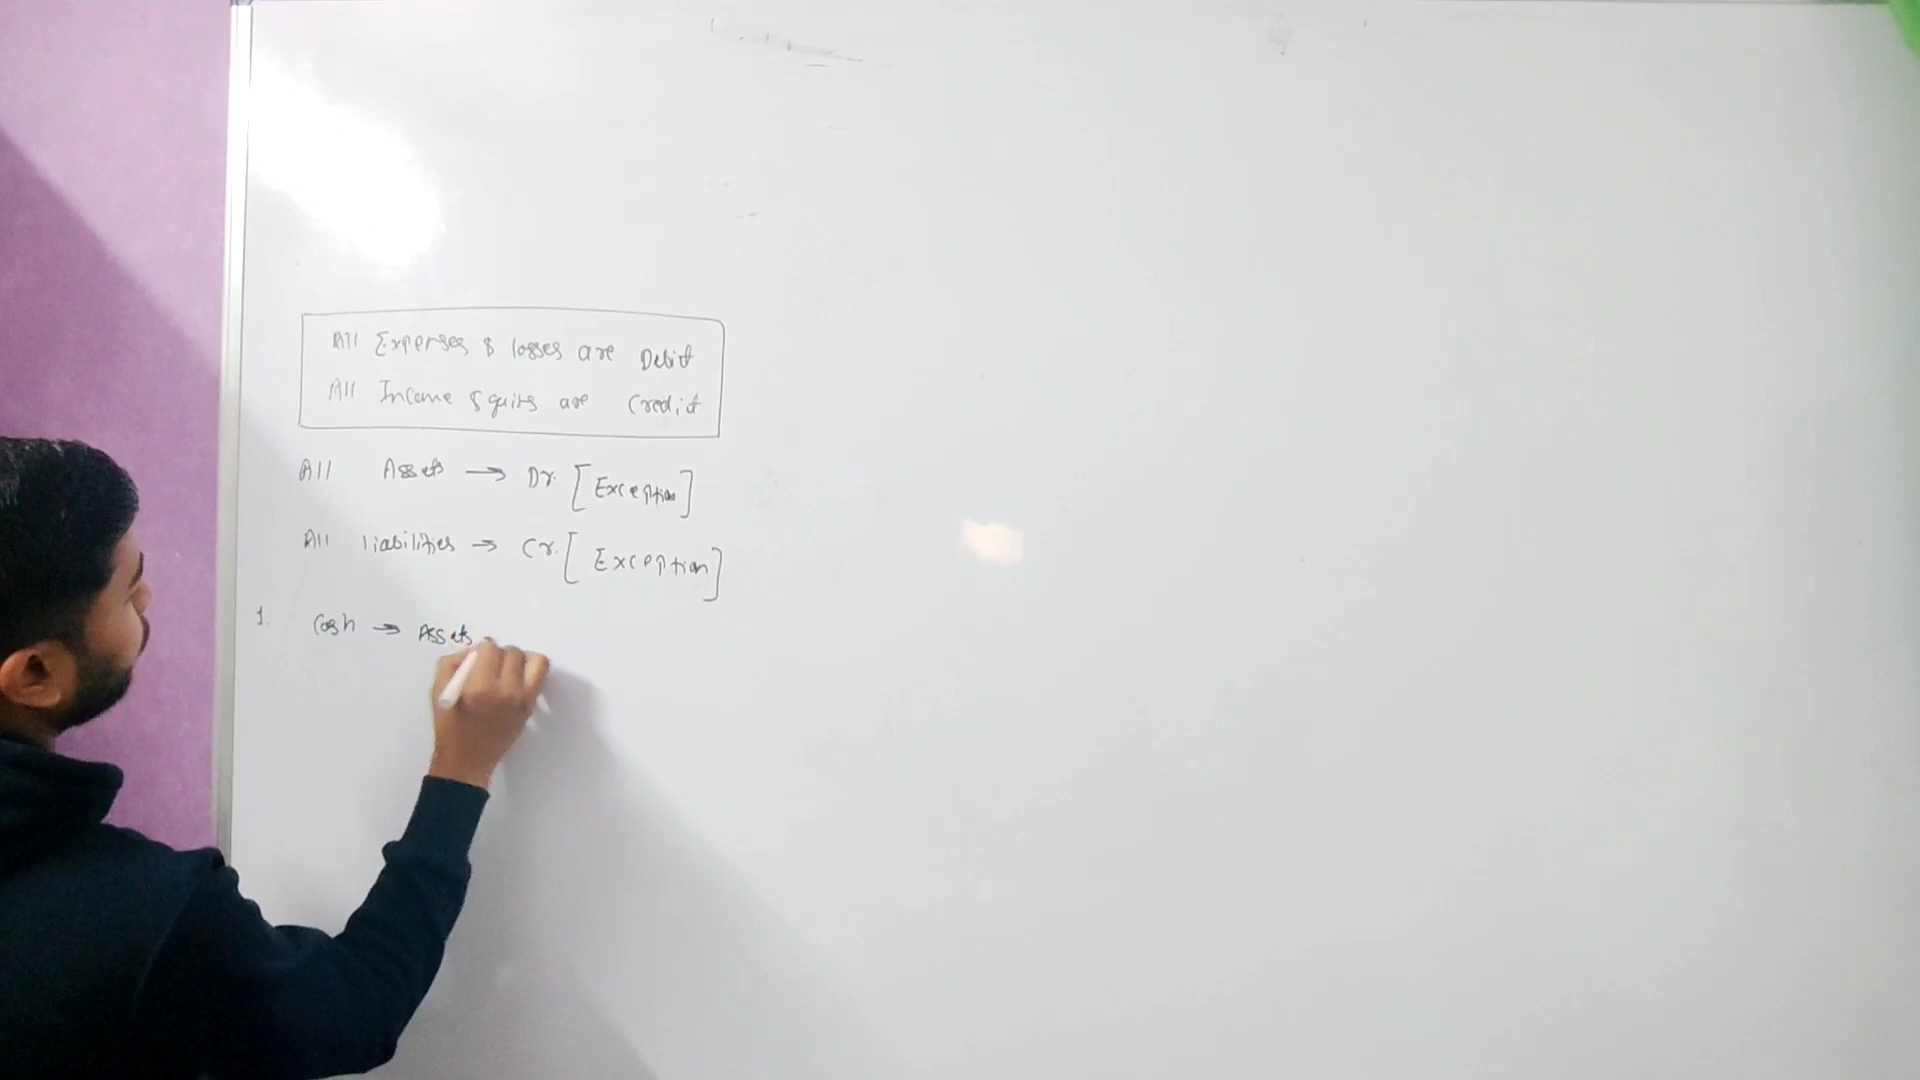 All Expenses & losses are Debit
All Income & gains are Credit
All Assets → Dr. [Exception]
All liabilities → Cr. [Exception]
1. Cash → Assets